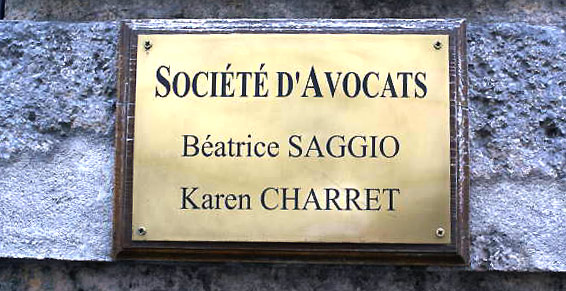 SOCIÉTÉ D'AVOCATS
Béatrice SAGGIO
Karen CHARRET